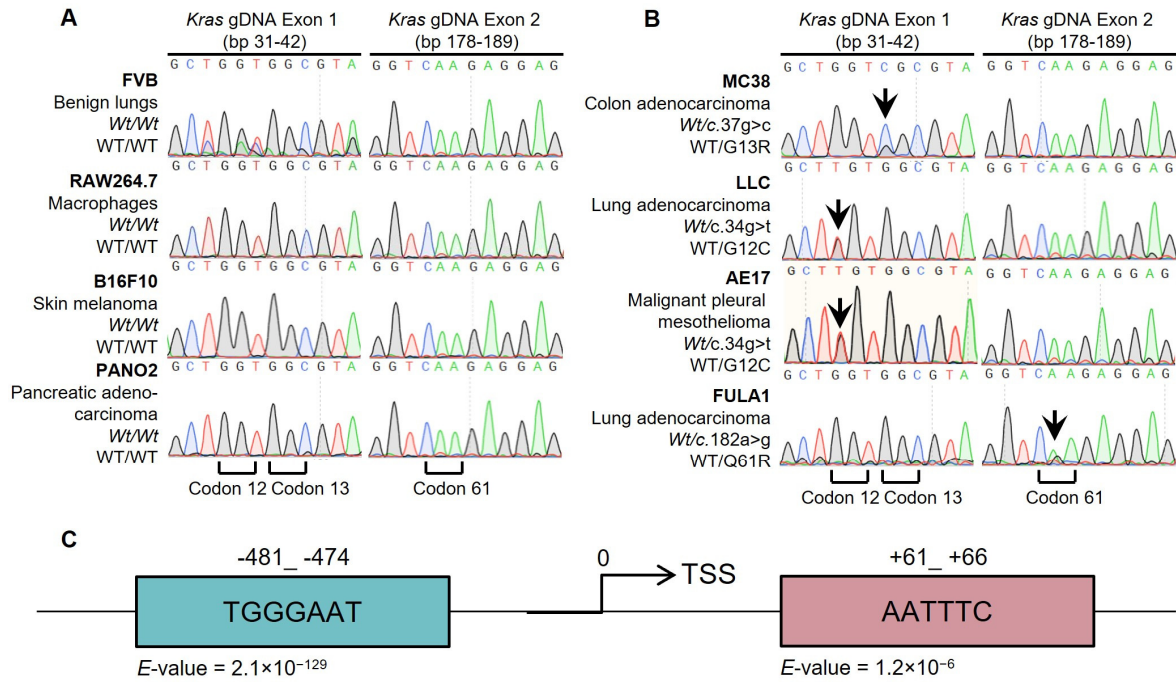 A
Kras gDNA Exon 1
(bp 31-42)
Kras gDNA Exon 2
(bp 178-189)
G C T G G T G G C G T A
G G T C A A G A G G A G
FVB
Benign lungs
Wt/Wt
WT/WT
G C T G G T G G C G T A
G G T C A A G A G G A G
RAW264.7
Macrophages
Wt/Wt
WT/WT
G C T G G T G G C G T A
G G T C A A G A G G A G
B16F10
Skin melanoma
Wt/Wt
WT/WT
G C T G G T G G C G T A
G G T C A A G A G G A G
PANO2
Pancreatic adeno-
carcinoma
Wt/Wt
WT/WT
Codon 12
Codon 13
Codon 61
B
Kras gDNA Exon 1
(bp 31-42)
Kras gDNA Exon 2
(bp 178-189)
G C T G G T C G C G T A
G G T C A A G A G G A G
MC38
Colon adenocarcinoma
Wt/c.37g>c
WT/G13R
G C T T G T G G C G T A
G G T C A A G A G G A G
LLC
Lung adenocarcinoma
Wt/c.34g>t
WT/G12C
G C T T G T G G C G T A
G G T C A A G A G G A G
AE17
Malignant pleural
mesothelioma
Wt/c.34g>t
WT/G12C
G C T G G T G G C G T A
G G T C A A G A G G A G
FULA1
Lung adenocarcinoma
Wt/c.182a>g
WT/Q61R
Codon 12
Codon 13
Codon 61
C
-481_ -474
TGGGAAT
E-value = 2.1×10⁻¹²⁹
0
TSS
+61_ +66
AATTTC
E-value = 1.2×10⁻⁶